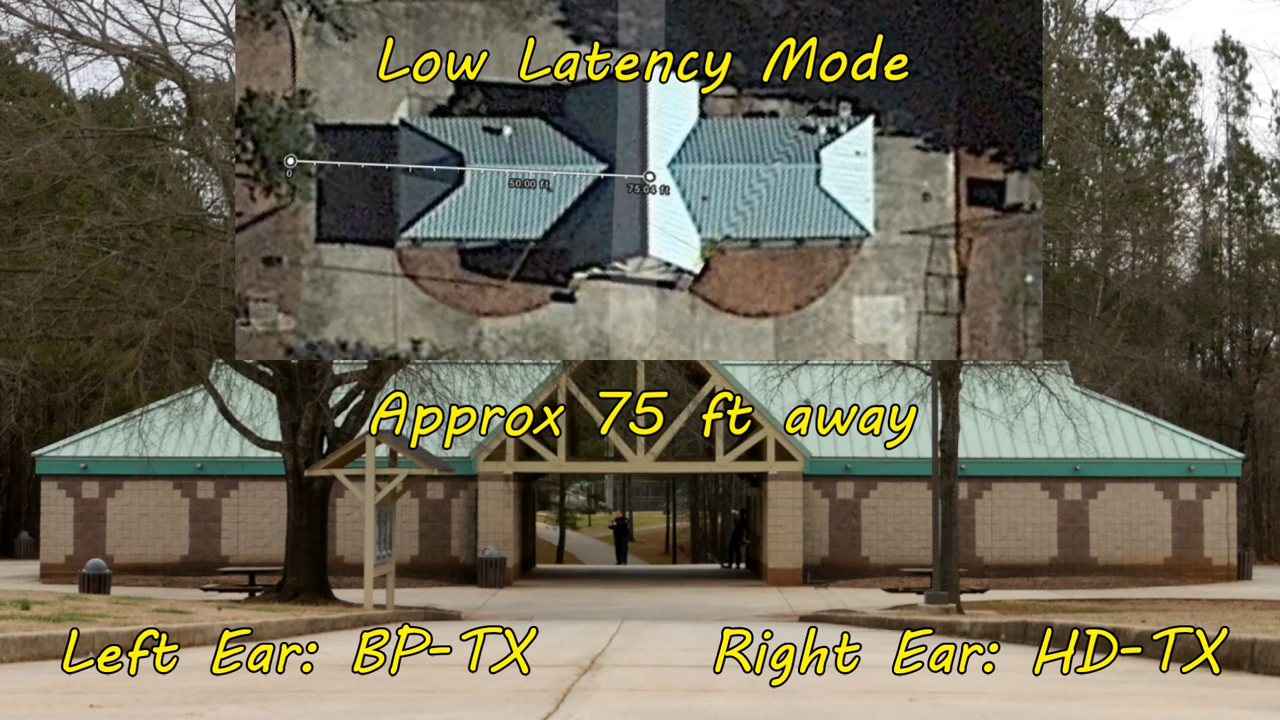 Low Latency Mode
0
50.00 ft
75.04 ft
Approx 75 ft away
Left Ear: BP-TX
Right Ear: HD-TX